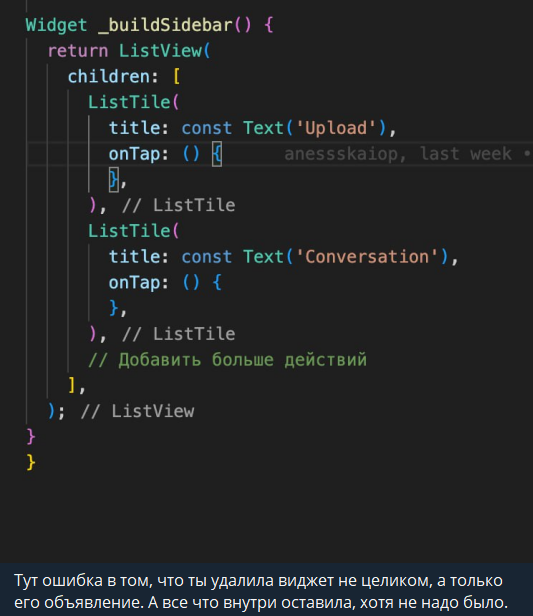 Widget _buildSidebar() {
return ListView(
children: [
ListTile(
title: const Text('Upload'),
onTap: () {        anessskaiop, last week •
},
), // ListTile
ListTile(
title: const Text('Conversation'),
onTap: () {
},
), // ListTile
// Добавить больше действий
],
); // ListView
}
}
Тут ошибка в том, что ты удалила виджет не целиком, а только
его объявление. А все что внутри оставила, хотя не надо было.